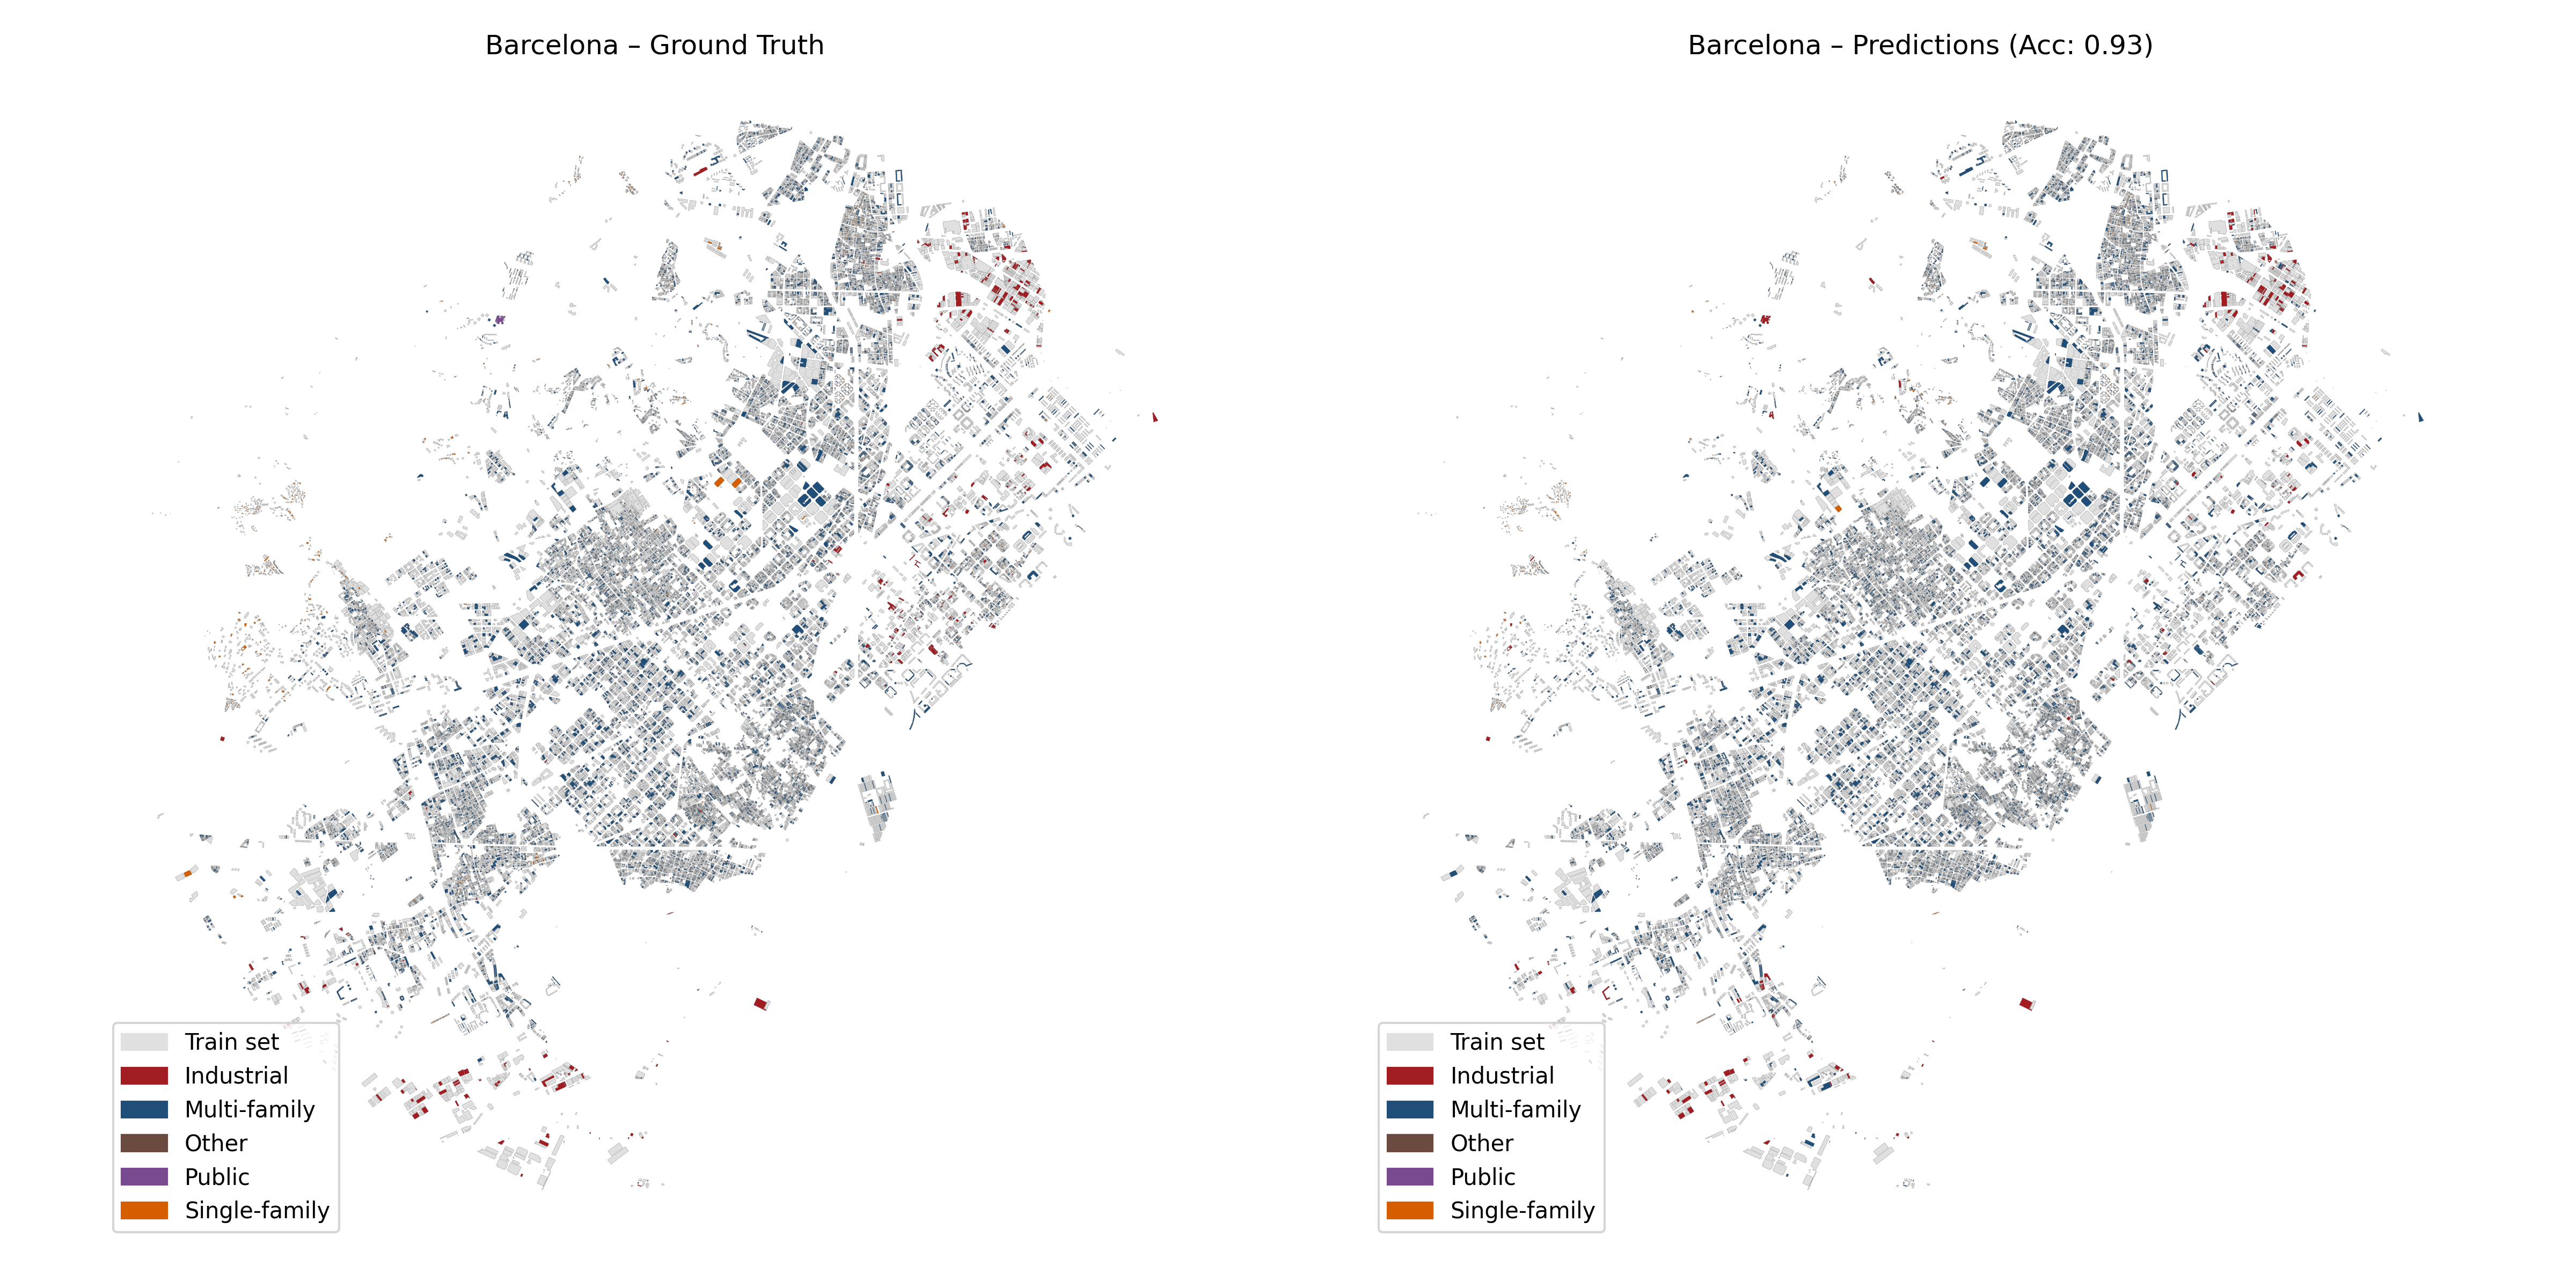 Barcelona – Ground Truth
Train set
Industrial
Multi-family
Other
Public
Single-family
Barcelona – Predictions (Acc: 0.93)
Train set
Industrial
Multi-family
Other
Public
Single-family